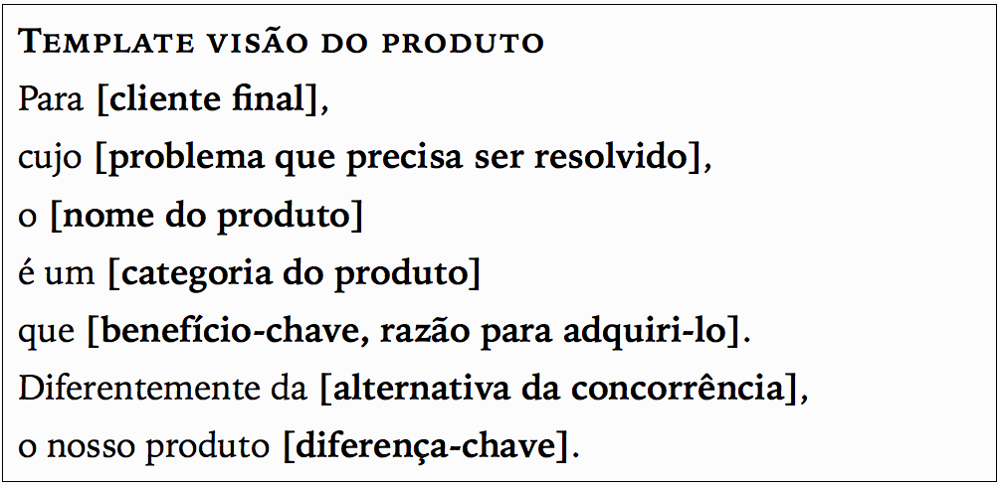 Template visão do produto
Para [cliente final],
cujo [problema que precisa ser resolvido],
o [nome do produto]
é um [categoria do produto]
que [benefício-chave, razão para adquiri-lo].
Diferentemente da [alternativa da concorrência],
o nosso produto [diferença-chave].